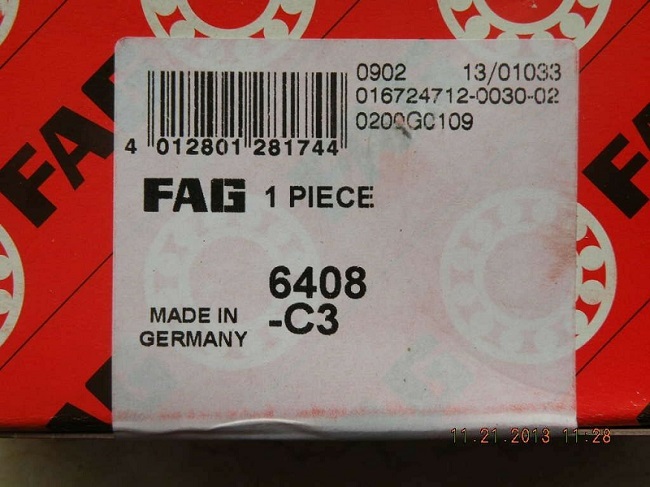 0902 13/01033
016724712-0030-02
0200G0109
4 012801 281744
FAG 1 PIECE
6408
-C3
MADE IN
GERMANY
FAG
11.21.2013 11:28